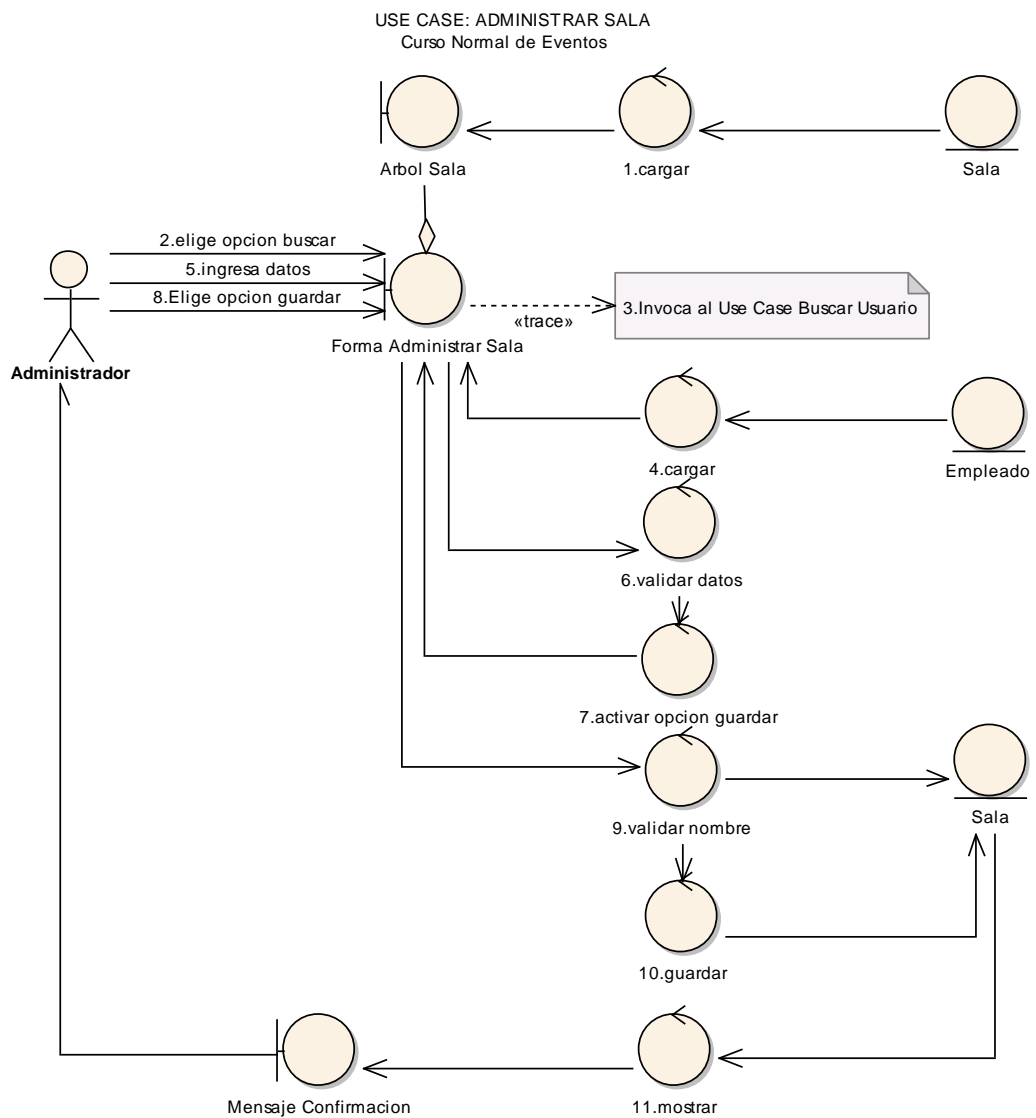 USE CASE: ADMINISTRAR SALA
Curso Normal de Eventos
Arbol Sala
1.cargar
Sala
2.elige opcion buscar
5.ingresa datos
8.Elige opcion guardar
Administrador
Forma Administrar Sala
«trace»
3.Invoca al Use Case Buscar Usuario
4.cargar
Empleado
6.validar datos
7.activar opcion guardar
9.validar nombre
Sala
10.guardar
Mensaje Confirmacion
11.mostrar